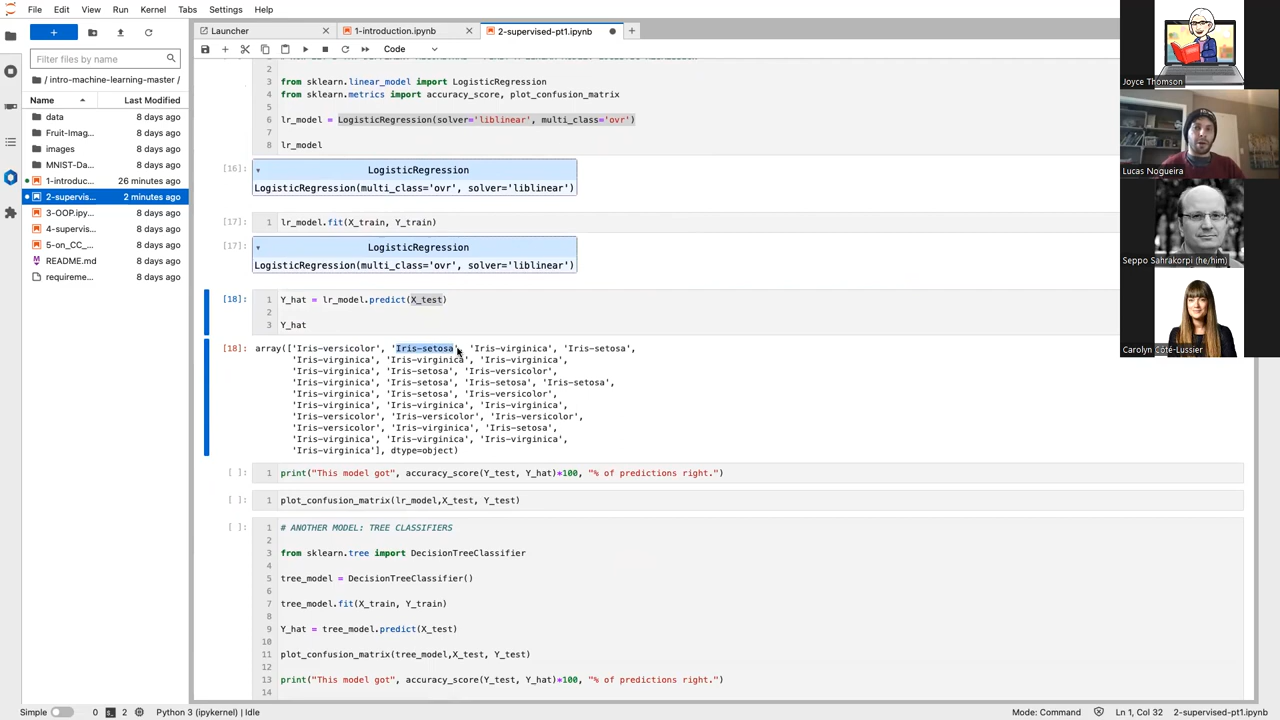 File Edit View Run Kernel Tabs Settings Help
Launcher
1-introduction.ipynb
2-supervised-pt1.ipynb
Code
Filter files by name
/ intro-machine-learning-master /
Name Last Modified
data 8 days ago
Fruit-Imag... 8 days ago
images 8 days ago
MNIST-Da... 8 days ago
1-introduc... 26 minutes ago
2-supervis... 2 minutes ago
3-OOP.ipy... 8 days ago
4-supervis... 8 days ago
5-on_CC_... 8 days ago
README.md 8 days ago
requireme... 8 days ago
2
3 from sklearn.linear_model import LogisticRegression
4 from sklearn.metrics import accuracy_score, plot_confusion_matrix
5
6 lr_model = LogisticRegression(solver='liblinear', multi_class='ovr')
7
8 lr_model
[16]: LogisticRegression
LogisticRegression(multi_class='ovr', solver='liblinear')
[17]: 1 lr_model.fit(X_train, Y_train)
[17]: LogisticRegression
LogisticRegression(multi_class='ovr', solver='liblinear')
[18]: 1 Y_hat = lr_model.predict(X_test)
2
3 Y_hat
[18]: array(['Iris-versicolor', 'Iris-setosa', 'Iris-virginica', 'Iris-setosa',
'Iris-virginica', 'Iris-virginica', 'Iris-virginica',
'Iris-virginica', 'Iris-setosa', 'Iris-versicolor',
'Iris-virginica', 'Iris-setosa', 'Iris-setosa', 'Iris-setosa',
'Iris-virginica', 'Iris-setosa', 'Iris-versicolor',
'Iris-virginica', 'Iris-virginica', 'Iris-virginica',
'Iris-versicolor', 'Iris-versicolor', 'Iris-versicolor',
'Iris-versicolor', 'Iris-virginica', 'Iris-setosa',
'Iris-virginica', 'Iris-virginica', 'Iris-virginica',
'Iris-virginica'], dtype=object)
[ ]: 1 print("This model got", accuracy_score(Y_test, Y_hat)*100, "% of predictions right.")
[ ]: 1 plot_confusion_matrix(lr_model,X_test, Y_test)
[ ]: 1 # ANOTHER MODEL: TREE CLASSIFIERS
2
3 from sklearn.tree import DecisionTreeClassifier
4
5 tree_model = DecisionTreeClassifier()
6
7 tree_model.fit(X_train, Y_train)
8
9 Y_hat = tree_model.predict(X_test)
10
11 plot_confusion_matrix(tree_model,X_test, Y_test)
12
13 print("This model got", accuracy_score(Y_test, Y_hat)*100, "% of predictions right.")
14
Joyce Thomson
Lucas Nogueira
Seppo Sahrakorpi (he/him)
Carolyn Côté-Lussier
Simple 0 2 Python 3 (ipykernel) | Idle Mode: Command Ln 1, Col 32 2-supervised-pt1.ipynb